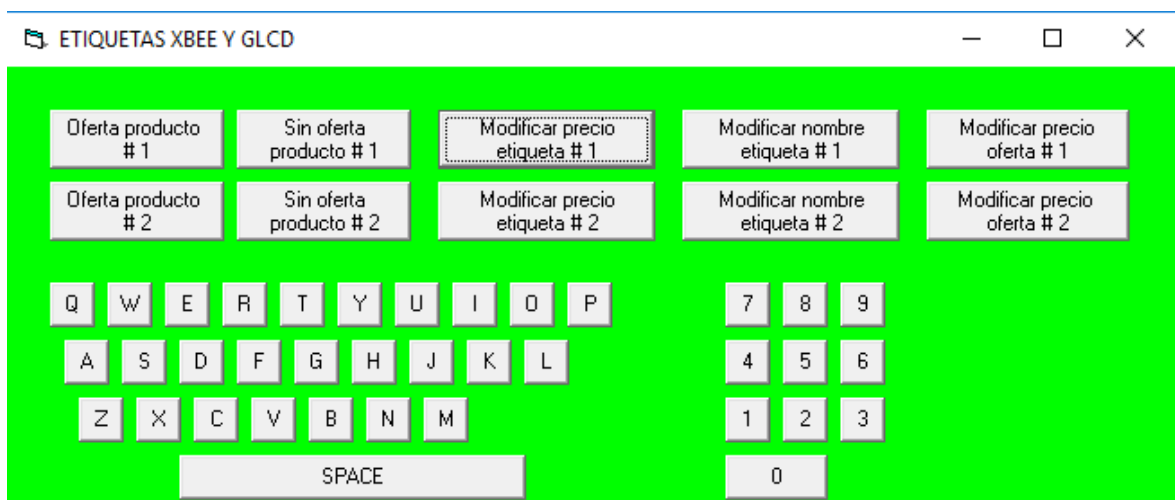 ETIQUETAS XBEE Y GLCD
Oferta producto # 1
Sin oferta producto # 1
Modificar precio etiqueta # 1
Modificar nombre etiqueta # 1
Modificar precio oferta # 1
Oferta producto # 2
Sin oferta producto # 2
Modificar precio etiqueta # 2
Modificar nombre etiqueta # 2
Modificar precio oferta # 2
Q W E R T Y U I O P 7 8 9
A S D F G H J K L 4 5 6
Z X C V B N M 1 2 3
SPACE 0